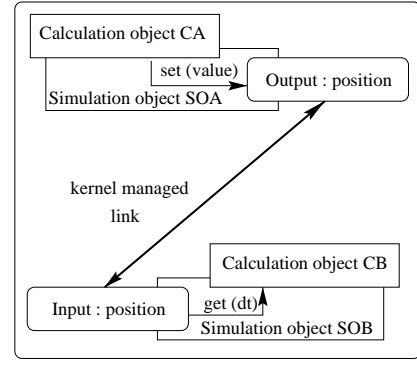 Calculation object CA
set (value)
Output : position
Simulation object SOA
kernel managed
link
Calculation object CB
Input : position
get (dt)
Simulation object SOB